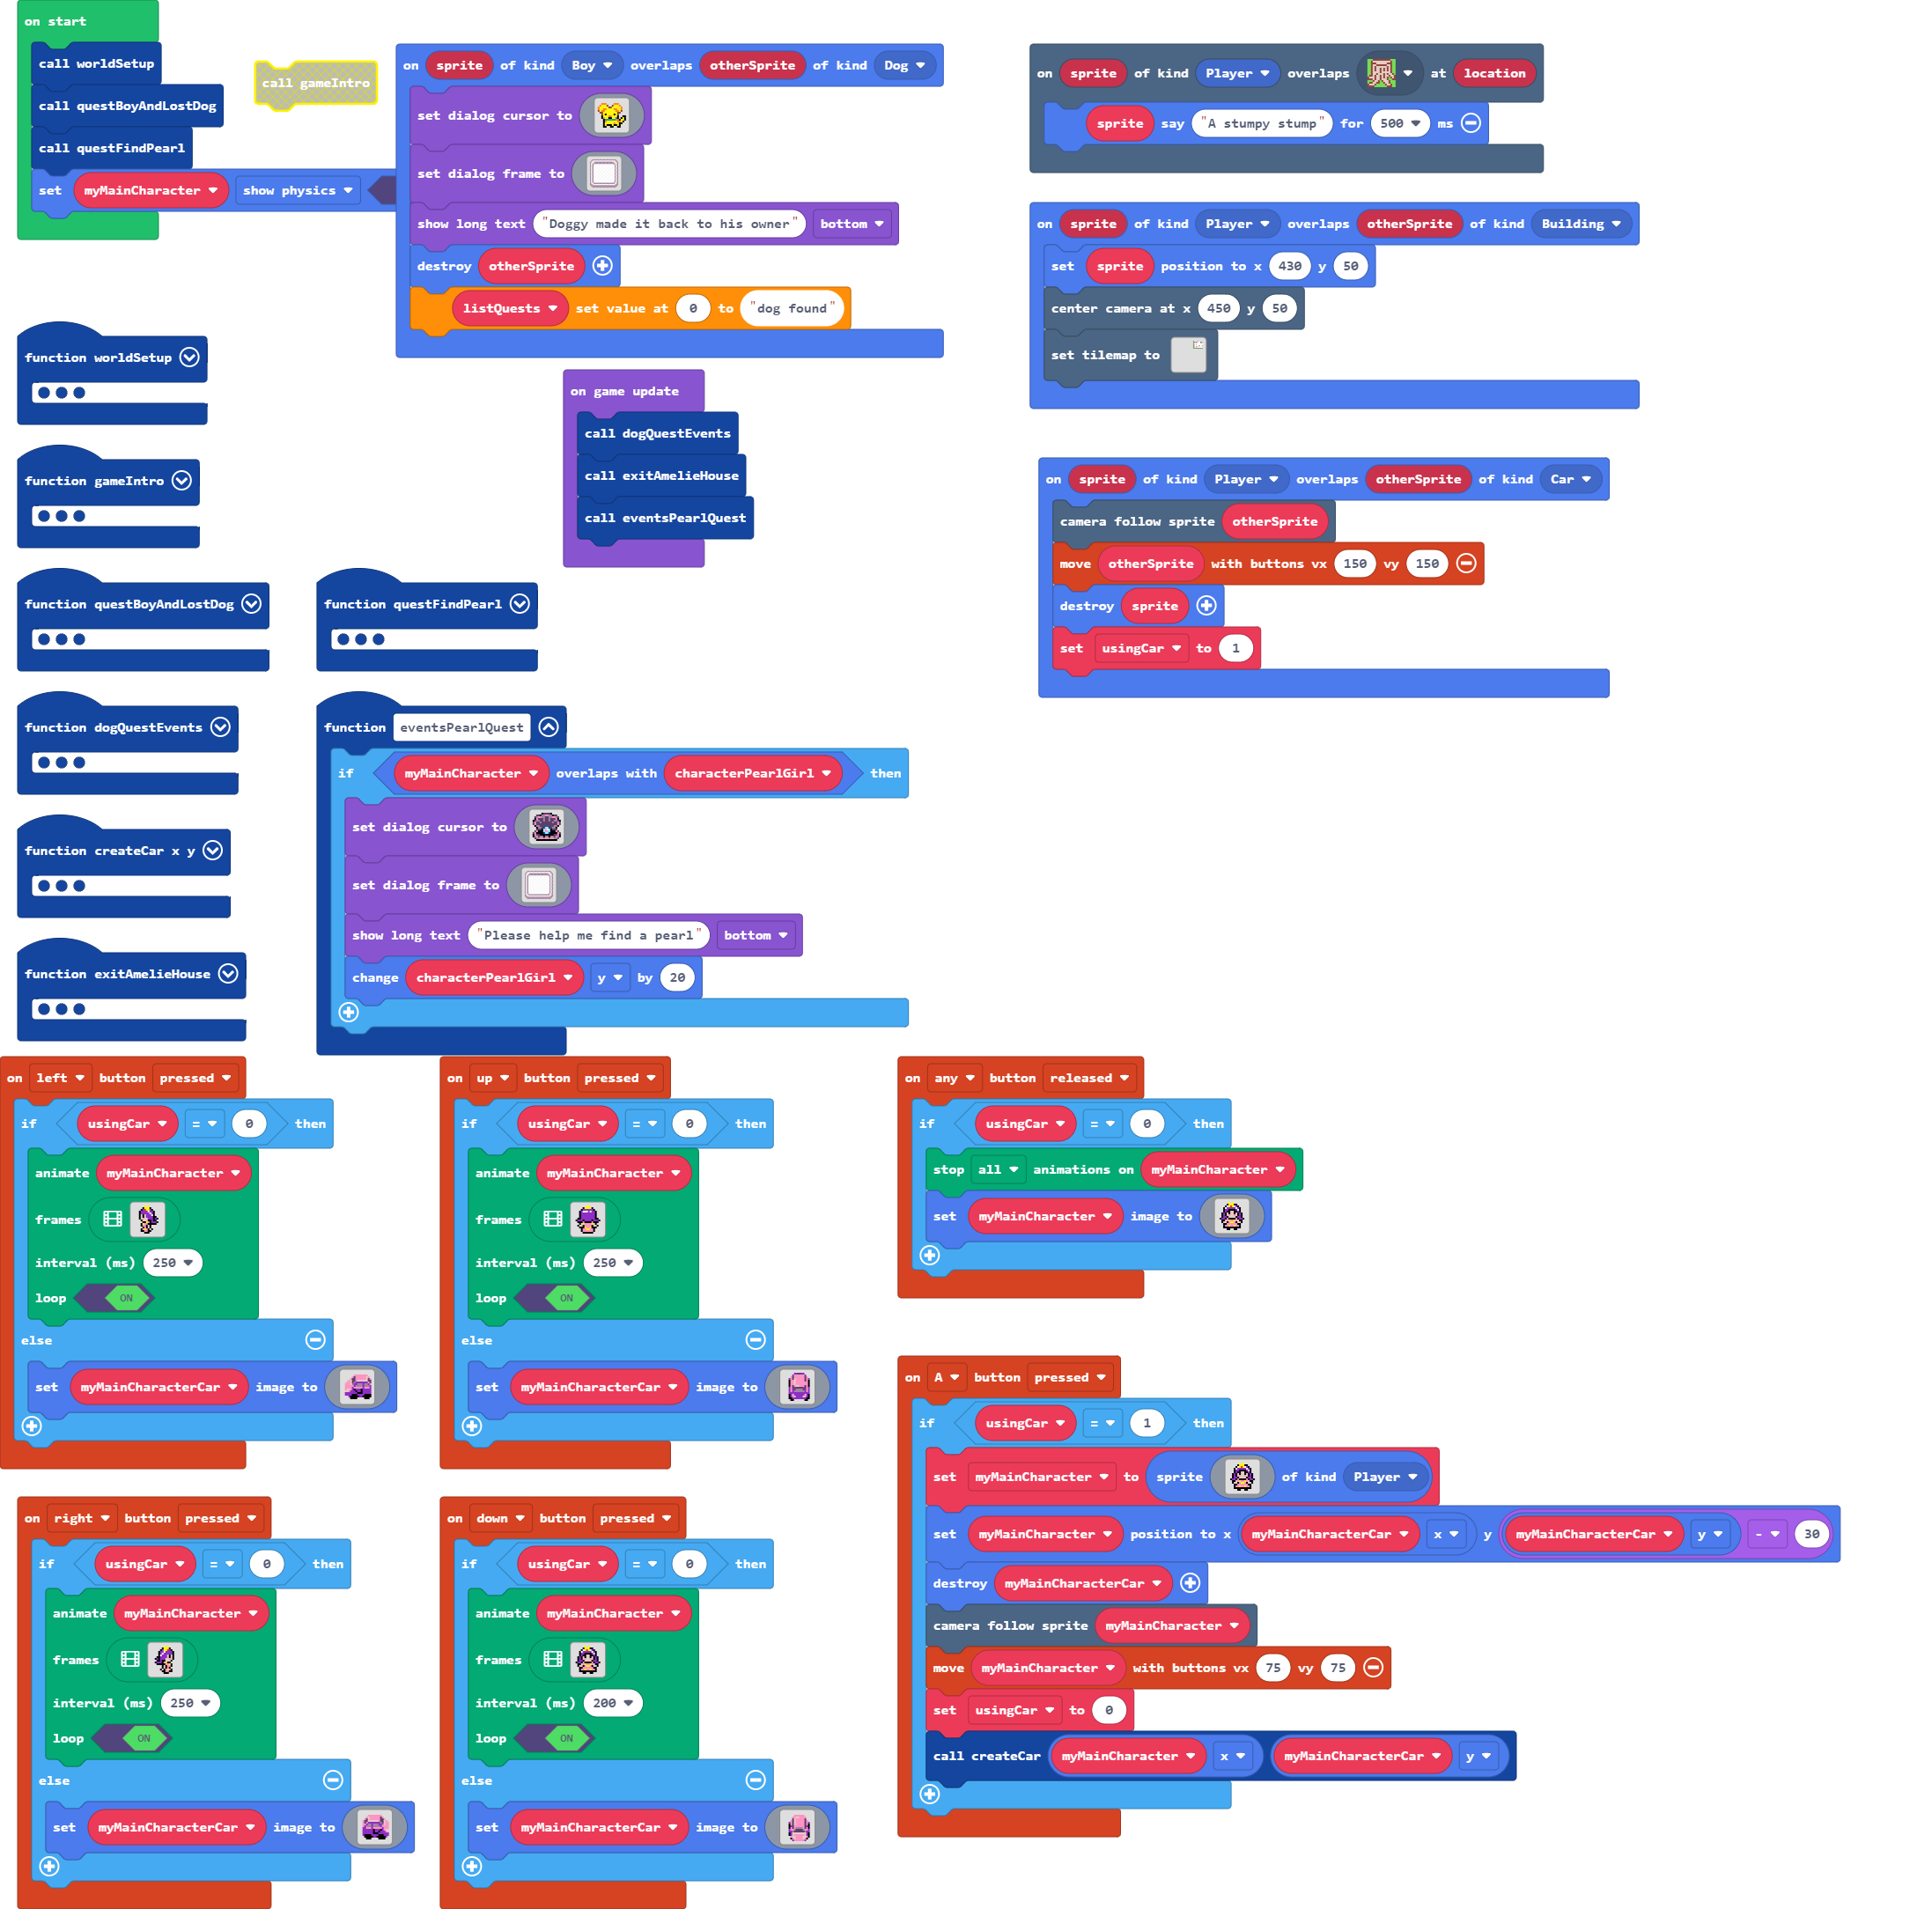 on start
call worldSetup
call questBoyAndLostDog
call questFindPearl
set myMainCharacter show physics
call gameIntro
on sprite of kind Boy overlaps otherSprite of kind Dog
set dialog cursor to
set dialog frame to
show long text "Doggy made it back to his owner" bottom
destroy otherSprite
listQuests set value at 0 to "dog found"
on sprite of kind Player overlaps at location
sprite say "A stumpy stump" for 500 ms
on sprite of kind Player overlaps otherSprite of kind Building
set sprite position to x 430 y 50
center camera at x 450 y 50
set tilemap to
function worldSetup
function gameIntro
on game update
call dogQuestEvents
call exitAmelieHouse
call eventsPearlQuest
on sprite of kind Player overlaps otherSprite of kind Car
camera follow sprite otherSprite
move otherSprite with buttons vx 150 vy 150
destroy sprite
set usingCar to 1
function questBoyAndLostDog
function questFindPearl
function dogQuestEvents
function createCar x y
function exitAmelieHouse
function eventsPearlQuest
if myMainCharacter overlaps with characterPearlGirl then
set dialog cursor to
set dialog frame to
show long text "Please help me find a pearl" bottom
change characterPearlGirl y by 20
on left button pressed
if usingCar = 0 then
animate myMainCharacter
frames
interval (ms) 250
loop ON
else
set myMainCharacterCar image to
on up button pressed
if usingCar = 0 then
animate myMainCharacter
frames
interval (ms) 250
loop ON
else
set myMainCharacterCar image to
on any button released
if usingCar = 0 then
stop all animations on myMainCharacter
set myMainCharacter image to
on right button pressed
if usingCar = 0 then
animate myMainCharacter
frames
interval (ms) 250
loop ON
else
set myMainCharacterCar image to
on down button pressed
if usingCar = 0 then
animate myMainCharacter
frames
interval (ms) 200
loop ON
else
set myMainCharacterCar image to
on A button pressed
if usingCar = 1 then
set myMainCharacter to sprite of kind Player
set myMainCharacter position to x myMainCharacterCar x y myMainCharacterCar y - 30
destroy myMainCharacterCar
camera follow sprite myMainCharacter
move myMainCharacter with buttons vx 75 vy 75
set usingCar to 0
call createCar myMainCharacter x myMainCharacterCar y